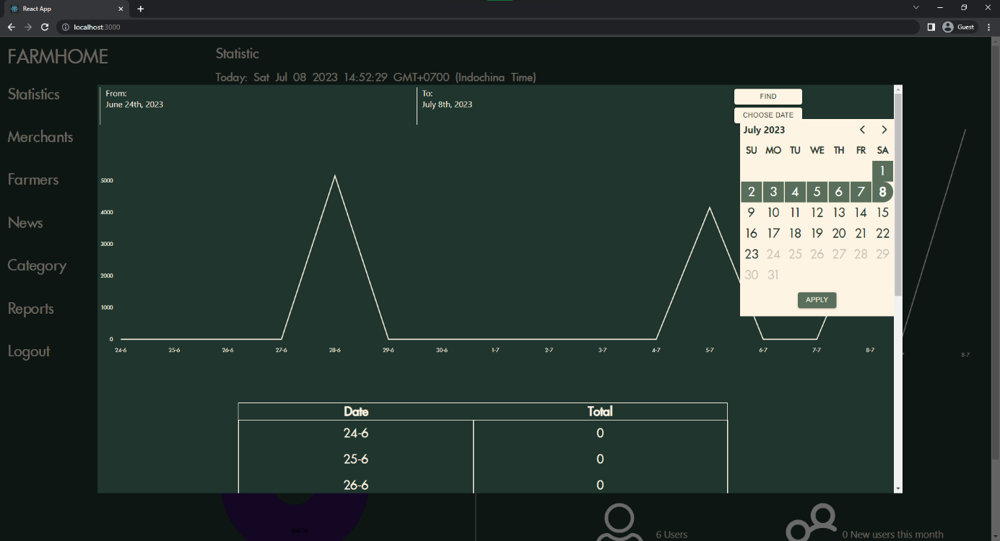 React App
localhost:3000
Guest
FARMHOME
Statistics
Merchants
Farmers
News
Category
Reports
Logout
Statistic
Today: Sat Jul 08 2023 14:52:29 GMT+0700 (Indochina Time)
From:
June 24th, 2023
To:
July 8th, 2023
FIND
CHOOSE DATE
July 2023
SU MO TU WE TH FR SA
1
2 3 4 5 6 7 8
9 10 11 12 13 14 15
16 17 18 19 20 21 22
23 24 25 26 27 28 29
30 31
APPLY
5000
4000
3000
2000
1000
0
24-6 25-6 26-6 27-6 28-6 29-6 30-6 1-7 2-7 3-7 4-7 5-7 6-7 7-7 8-7
8-7
Date Total
24-6 0
25-6 0
26-6 0
6 Users
0 New users this month